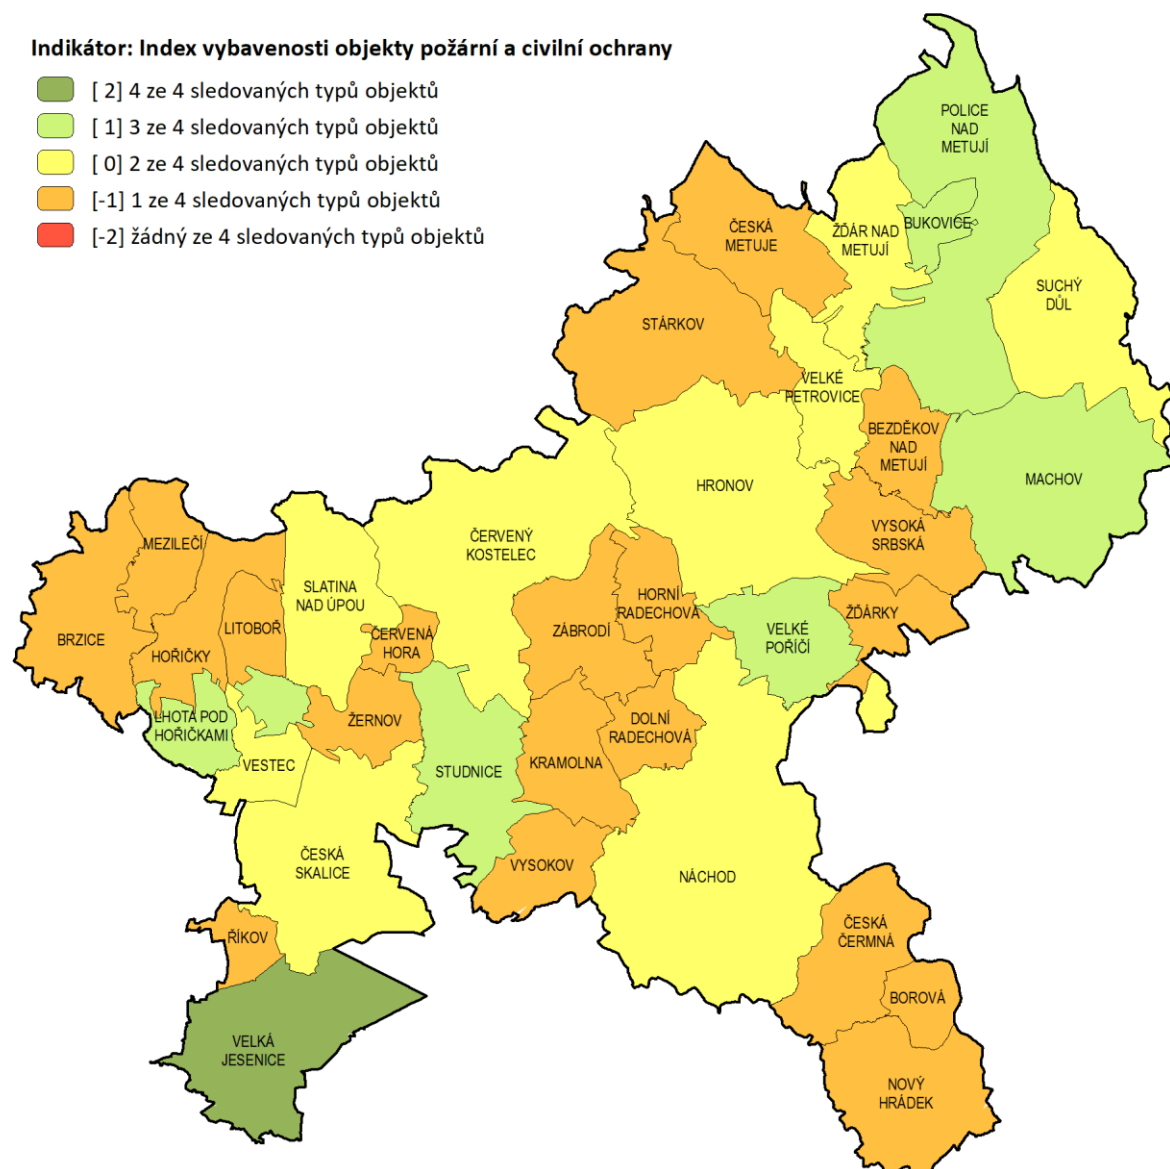 Indikátor: Index vybavenosti objekty požární a civilní ochrany
[ 2] 4 ze 4 sledovaných typů objektů
[ 1] 3 ze 4 sledovaných typů objektů
[ 0] 2 ze 4 sledovaných typů objektů
[-1] 1 ze 4 sledovaných typů objektů
[-2] žádný ze 4 sledovaných typů objektů
POLICE
NAD
METUJÍ
BUKOVICE
ČESKÁ
METUJE
ŽĎÁR NAD
METUJÍ
SUCHÝ
DŮL
STÁRKOV
VELKÉ
PETROVICE
BEZDĚKOV
NAD
METUJÍ
MACHOV
HRONOV
VYSOKÁ
SRBSKÁ
ČERVENÝ
KOSTELEC
MEZILEČÍ
SLATINA
NAD ÚPOU
HORNÍ
RADECHOVÁ
ŽĎÁRKY
BRZICE
LITOBOŘ
ČERVENÁ
HORA
ZÁBRODÍ
VELKÉ
POŘÍČÍ
HOŘIČKY
LHOTA POD
HOŘIČKAMI
ŽERNOV
DOLNÍ
RADECHOVÁ
VESTEC
STUDNICE
KRAMOLNA
ČESKÁ
SKALICE
VYSOKOV
NÁCHOD
ŘÍKOV
ČESKÁ
ČERMNÁ
BOROVÁ
VELKÁ
JESENICE
NOVÝ
HRÁDEK